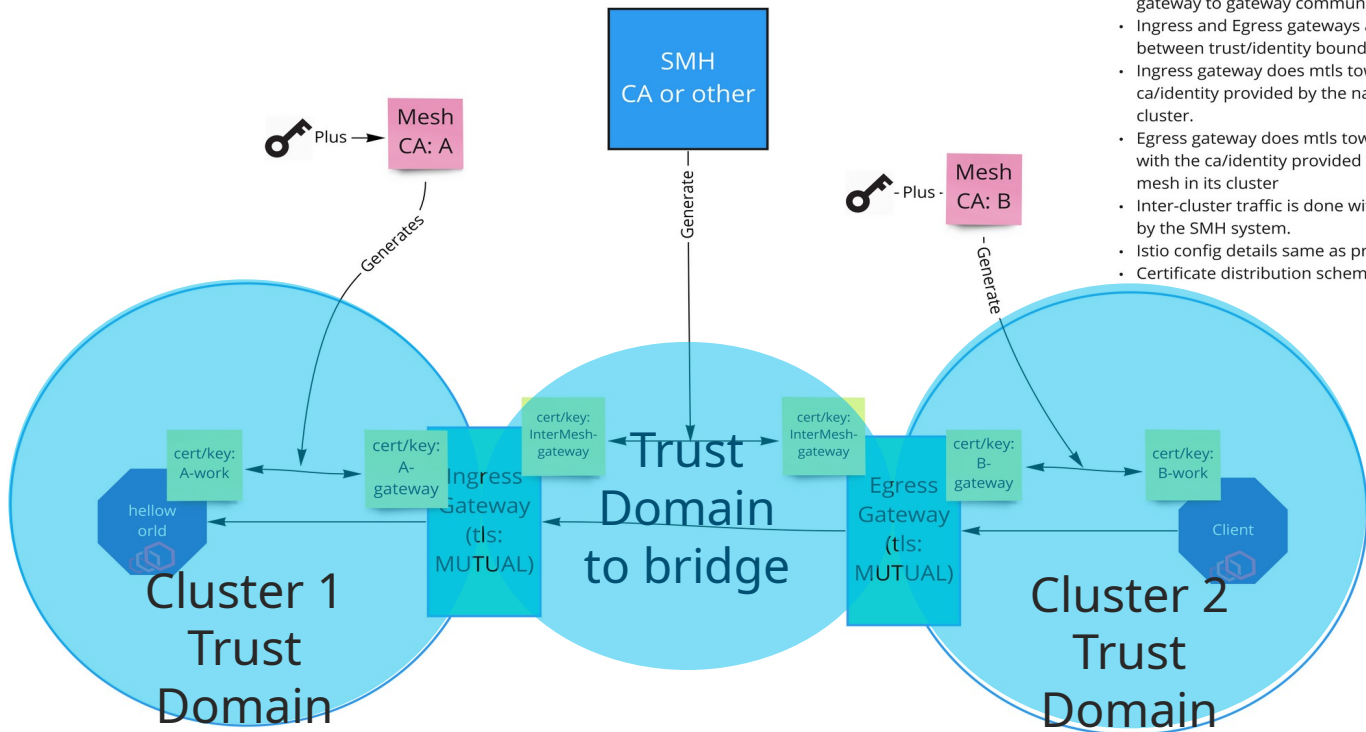 gateway to gateway commun
• Ingress and Egress gateways
between trust/identity bound
• Ingress gateway does mtls tow
ca/identity provided by the na
cluster.
• Egress gateway does mtls tow
with the ca/identity provided
mesh in its cluster
• Inter-cluster traffic is done wi
by the SMH system.
• Istio config details same as pr
• Certificate distribution schem
SMH
CA or other
Plus
Mesh
CA: A
Generates
Generate
Plus
Mesh
CA: B
Generate
cert/key:
A-work
cert/key:
A-
gateway
cert/key:
InterMesh-
gateway
cert/key:
InterMesh-
gateway
cert/key:
B-
gateway
cert/key:
B-work
hellow
orld
Ingress
Gateway
(tls:
MUTUAL)
Trust
Domain
to bridge
Egress
Gateway
(tls:
MUTUAL)
Client
Cluster 1
Trust
Domain
Cluster 2
Trust
Domain